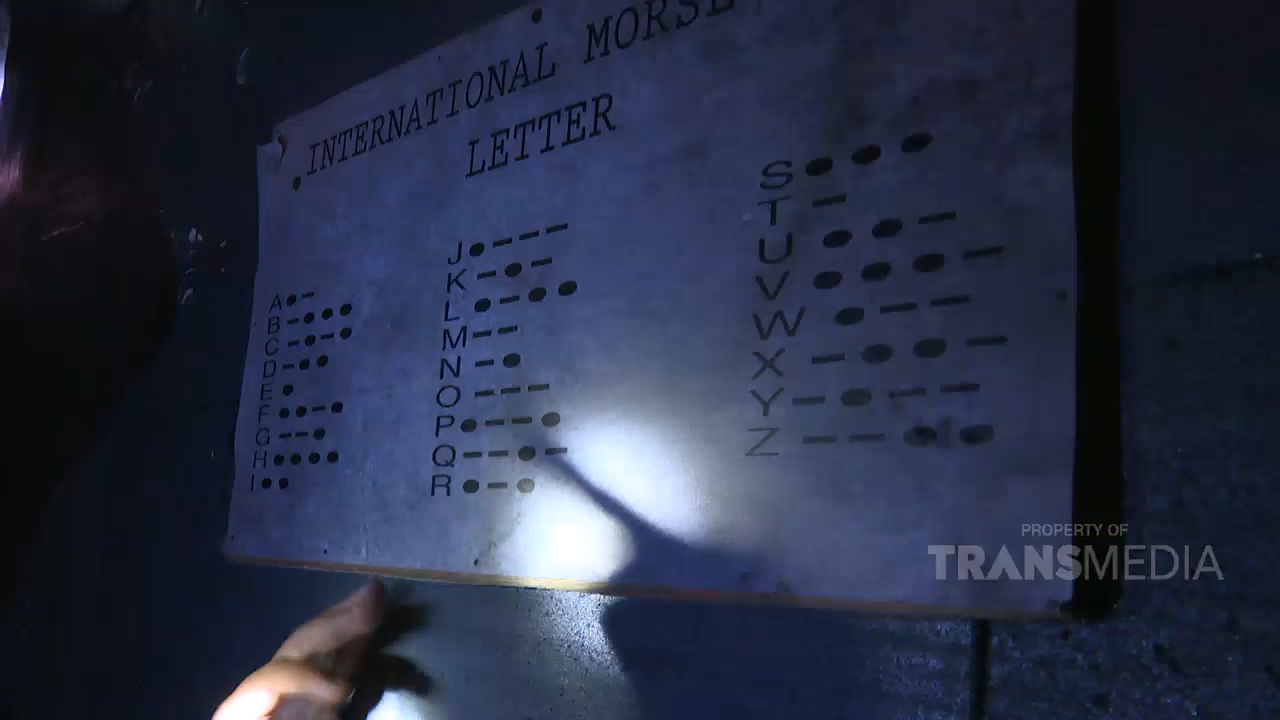 INTERNATIONAL MORSE
LETTER
A ●-
B -●●●
C -●-●
D -●●
E ●
F ●●-●
G --●
H ●●●●
I ●●
J ●---
K -●-
L ●-●●
M --
N -●
O ---
P ●--●
Q --●-
R ●-●
S ●●●
T -
U ●●-
V ●●●-
W ●--
X -●●-
Y -●--
Z --●●
PROPERTY OF
TRANSMEDIA